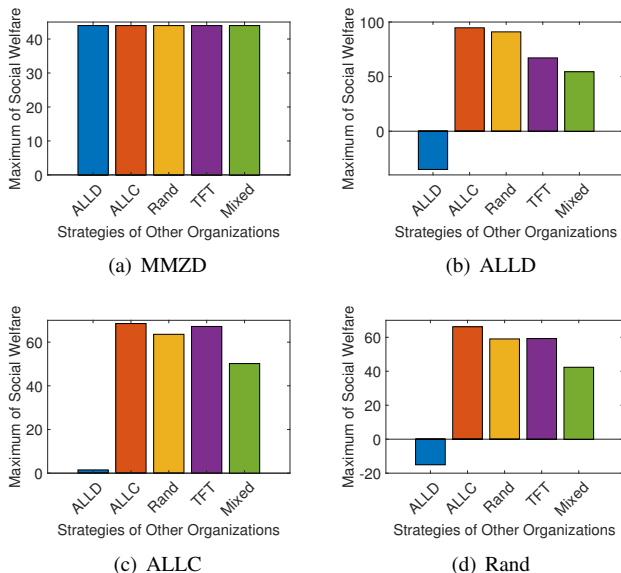 Maximum of Social Welfare
40
30
20
10
0
ALLD
ALLC
Rand
TFT
Mixed
Strategies of Other Organizations
(a) MMZD
Maximum of Social Welfare
100
50
0
ALLD
ALLC
Rand
TFT
Mixed
Strategies of Other Organizations
(b) ALLD
Maximum of Social Welfare
60
40
20
0
ALLD
ALLC
Rand
TFT
Mixed
Strategies of Other Organizations
(c) ALLC
Maximum of Social Welfare
60
40
20
0
-20
ALLD
ALLC
Rand
TFT
Mixed
Strategies of Other Organizations
(d) Rand